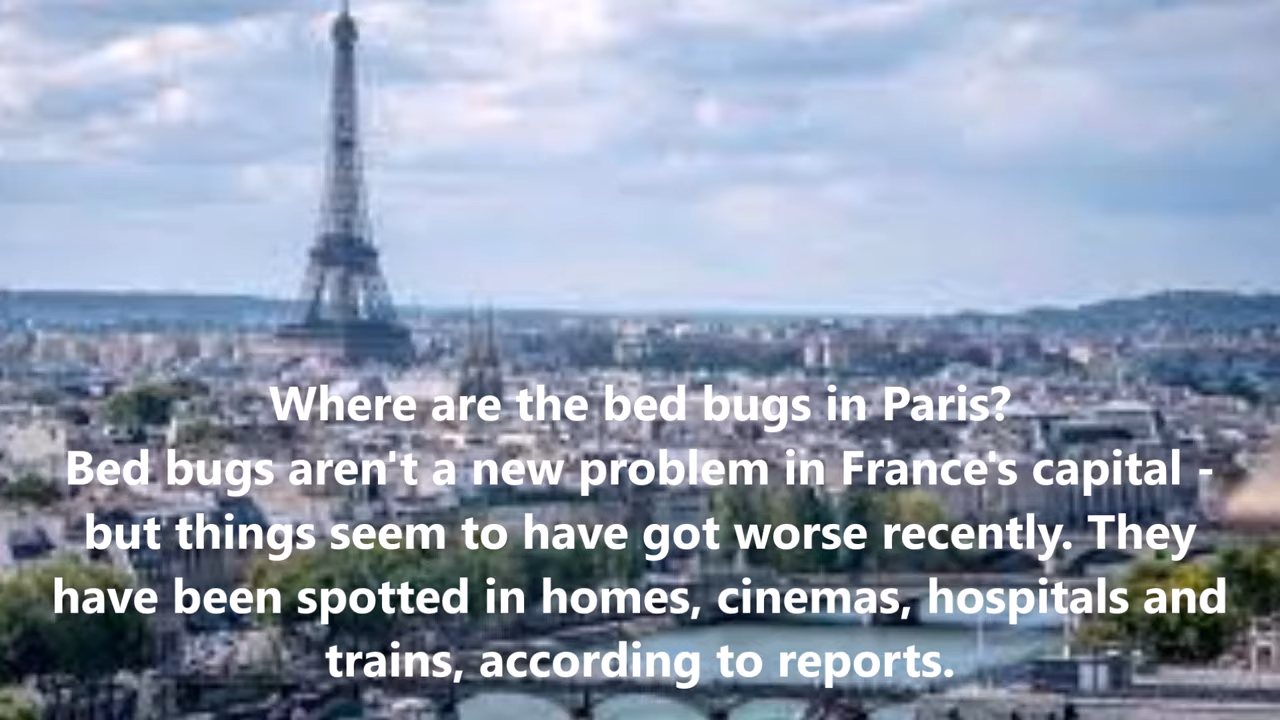 Where are the bed bugs in Paris?
Bed bugs aren't a new problem in France's capital -
but things seem to have got worse recently. They
have been spotted in homes, cinemas, hospitals and
trains, according to reports.